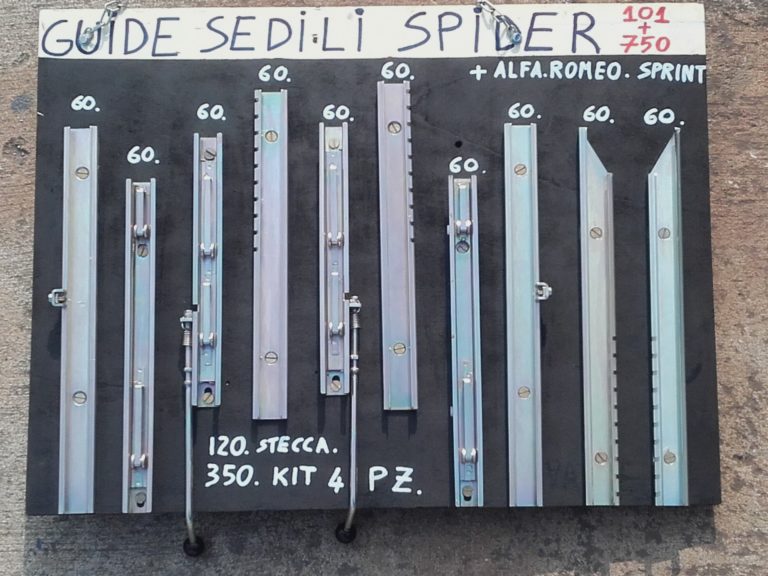 GUIDE SEDILI SPIDER 101
+
750
+ ALFA.ROMEO. SPRINT
60. 60. 60. 60. 60. 60. 60. 60. 60. 60.
120. STECCA.
350. KIT 4 PZ.